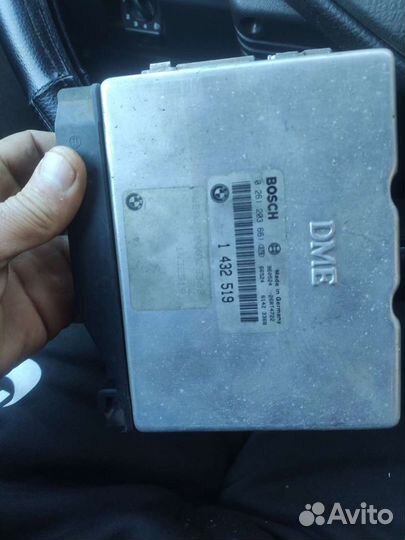 BOSCH
0 261 203 661
Made in Germany
1 432 519
DME
Avito